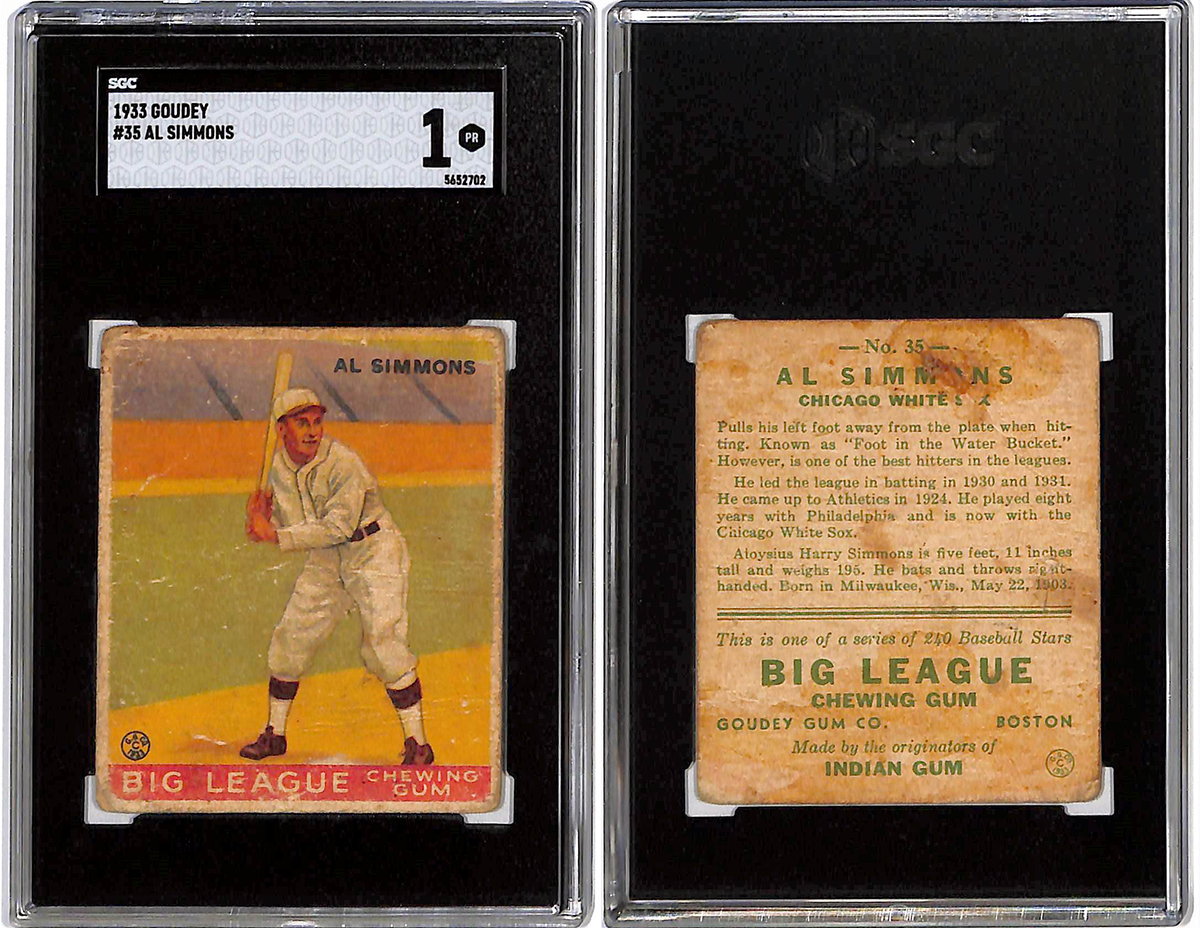 SGC
1933 GOUDEY
#35 AL SIMMONS
1 PR
5652702
AL SIMMONS
BIG LEAGUE CHEWING GUM
SGC
— No. 35 —
AL SIMMONS
CHICAGO WHITE
Pulls his left foot away from the plate when hit-
ting. Known as "Foot in the Water Bucket."
However, is one of the best hitters in the leagues.
He led the league in batting in 1930 and 1931.
He came up to Athletics in 1924. He played eight
years with Philadelphia and is now with the
Chicago White Sox.
Aloysius Harry Simmons is five feet, 11 inches
tall and weighs 195. He bats and throws right-
handed. Born in Milwaukee, Wis., May 22, 1903.
This is one of a series of 240 Baseball Stars
BIG LEAGUE
CHEWING GUM
GOUDEY GUM CO. BOSTON
Made by the originators of
INDIAN GUM